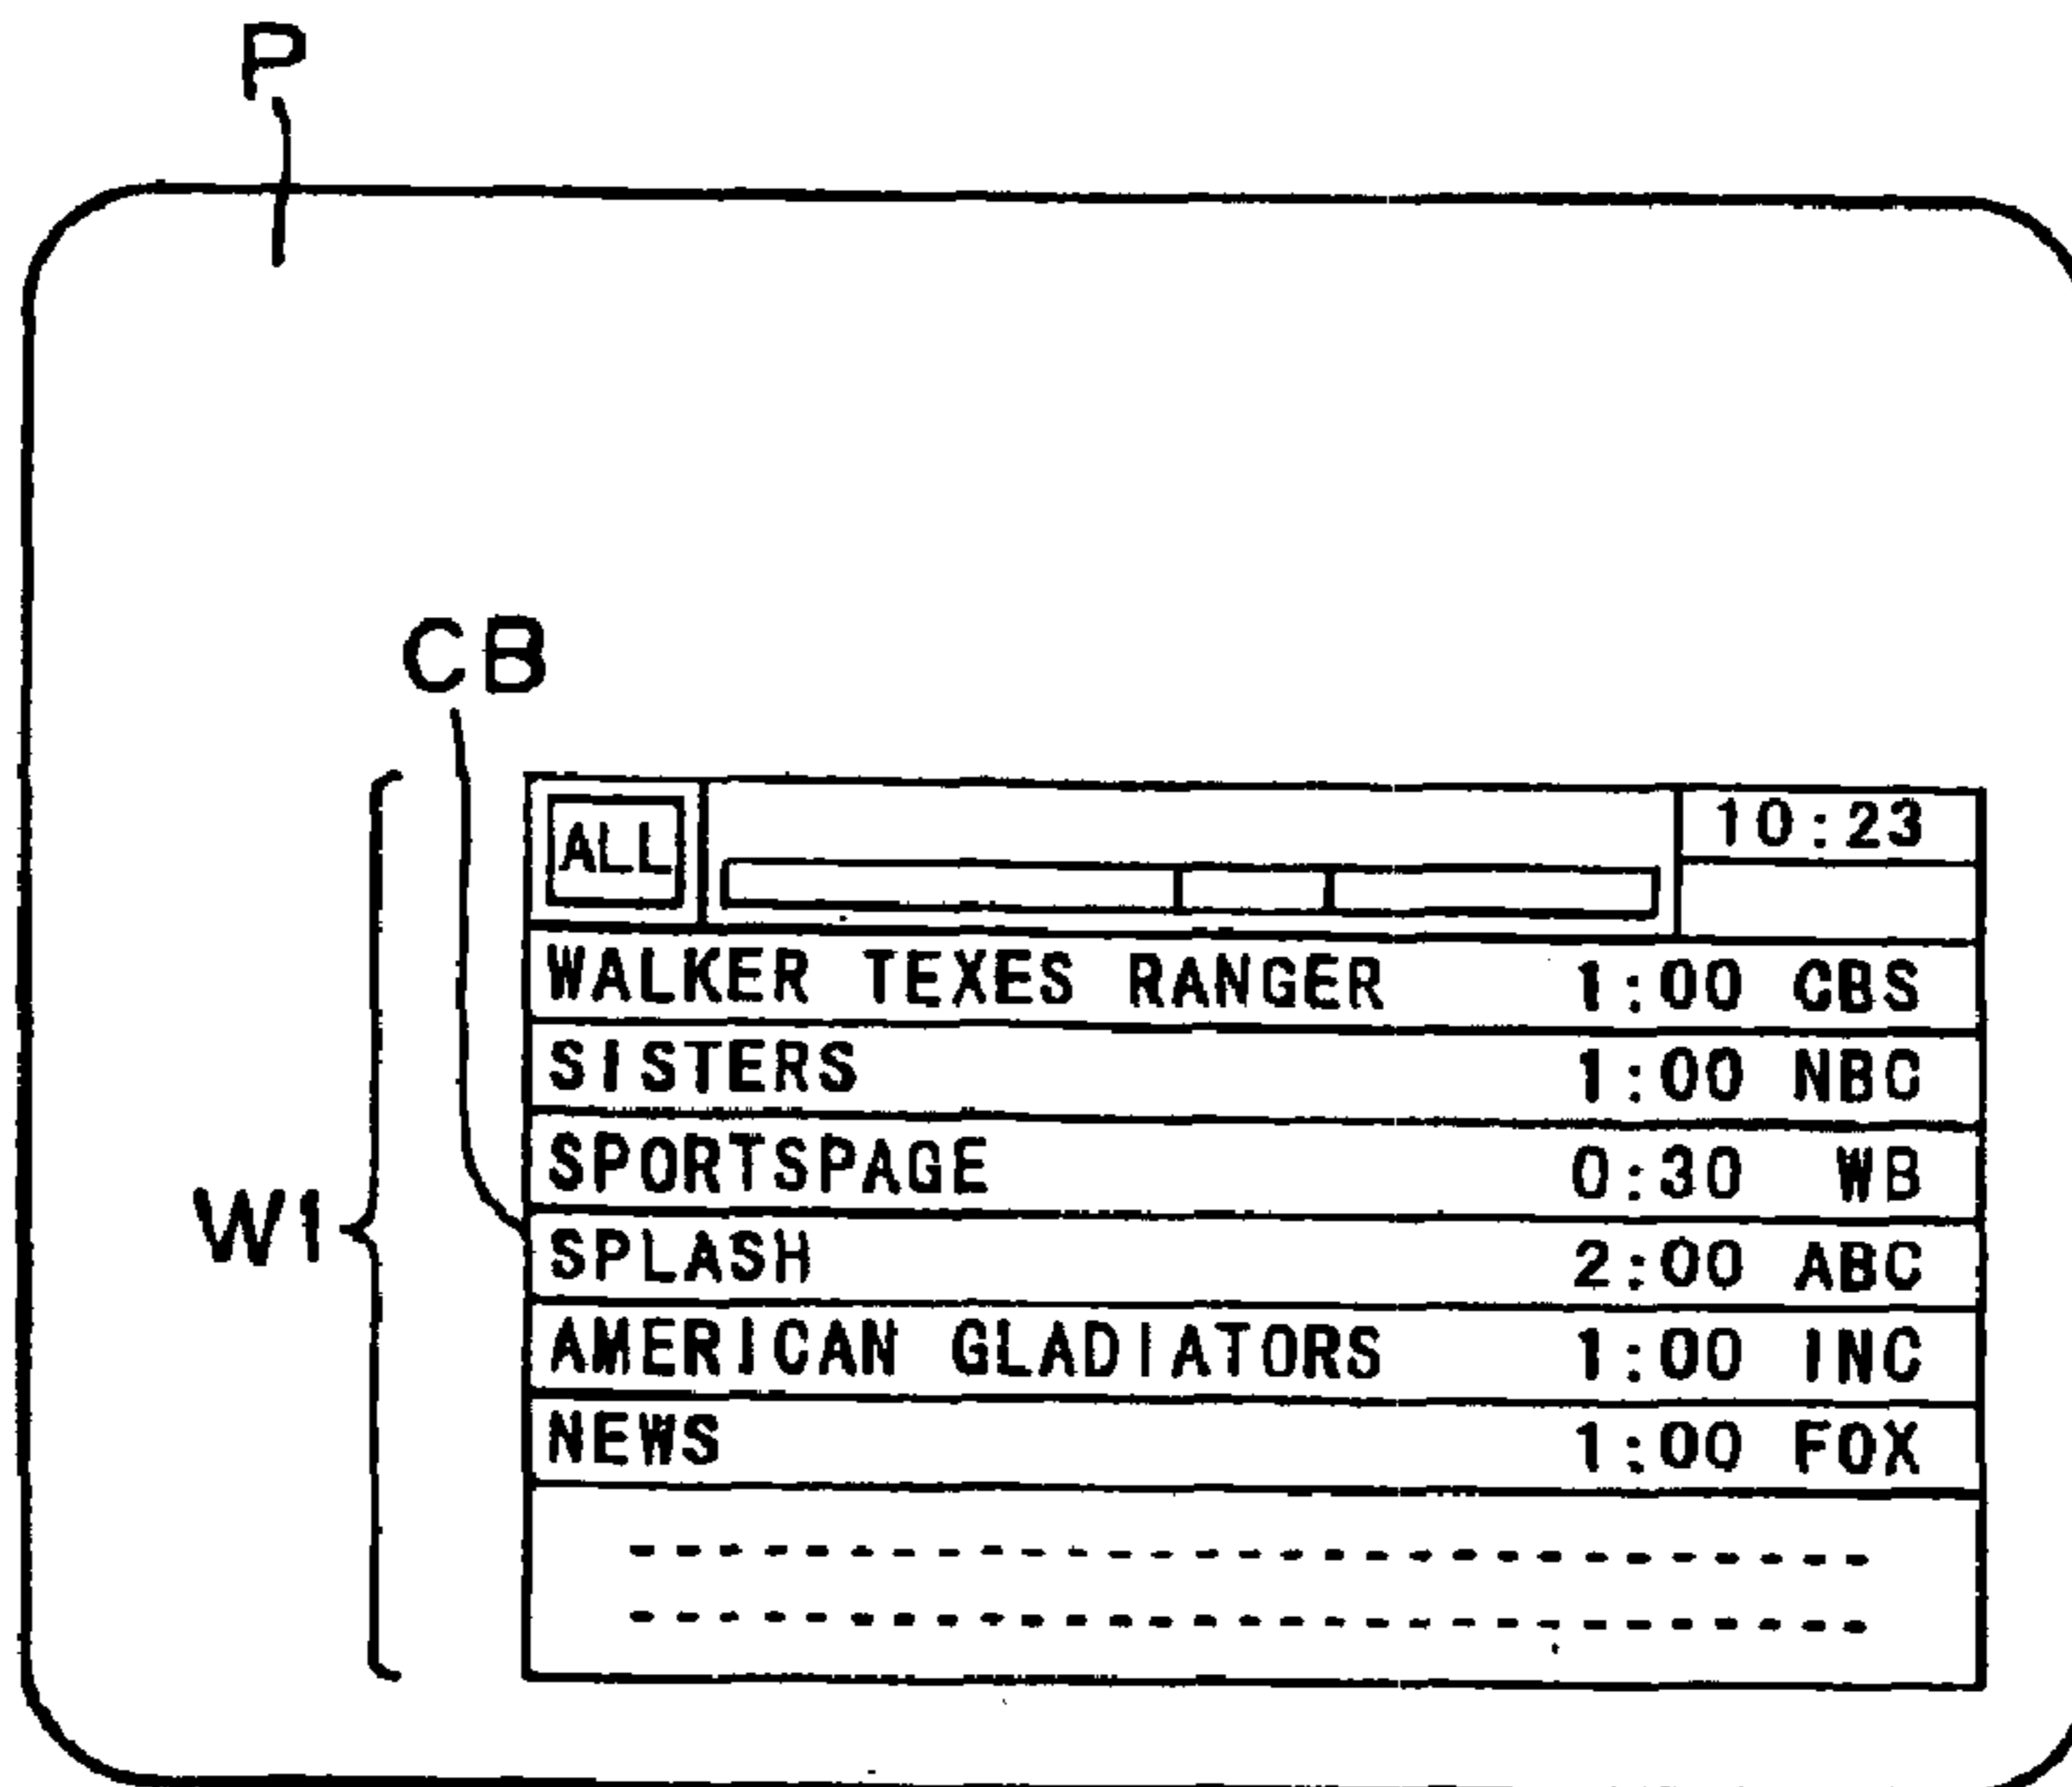 P
CB
W1
ALL
10:23
WALKER TEXES RANGER 1:00 CBS
SISTERS 1:00 NBC
SPORTSPAGE 0:30 WB
SPLASH 2:00 ABC
AMERICAN GLADIATORS 1:00 INC
NEWS 1:00 FOX